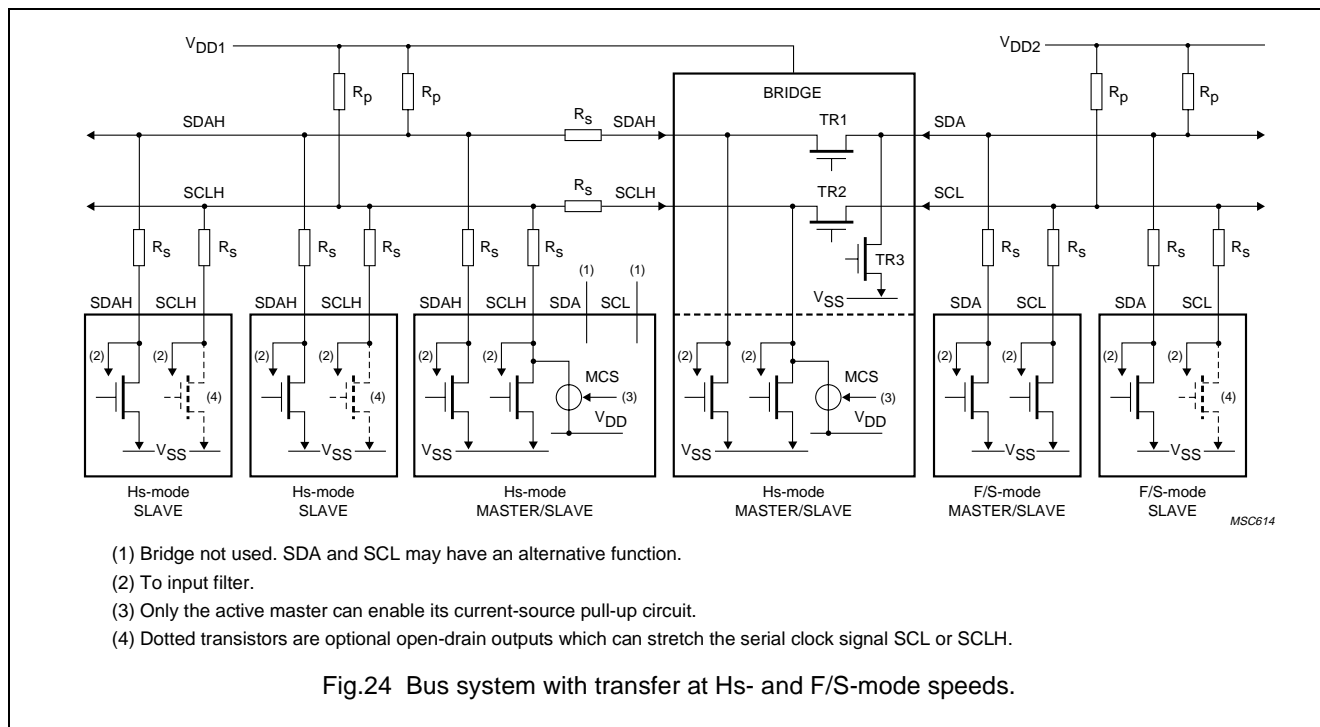 VDD1
VDD2
BRIDGE
Rp
Rp
Rp
Rp
SDAH
Rs
SDAH
TR1
SDA
SCLH
Rs
SCLH
TR2
SCL
Rs
Rs
Rs
Rs
Rs
Rs
TR3
VSS
Rs
Rs
Rs
Rs
(1)
(1)
SDAH
SCLH
SDAH
SCLH
SDAH
SCLH
SDA
SCL
SDA
SCL
SDA
SCL
(2)
(2)
(4)
VSS
(2)
(2)
(4)
VSS
(2)
(2)
MCS
(3)
VDD
VSS
(2)
(2)
MCS
(3)
VDD
VSS
(2)
(2)
VSS
(2)
(2)
(4)
VSS
Hs-mode
SLAVE
Hs-mode
SLAVE
Hs-mode
MASTER/SLAVE
Hs-mode
MASTER/SLAVE
F/S-mode
MASTER/SLAVE
F/S-mode
SLAVE
MSC614
(1) Bridge not used. SDA and SCL may have an alternative function.
(2) To input filter.
(3) Only the active master can enable its current-source pull-up circuit.
(4) Dotted transistors are optional open-drain outputs which can stretch the serial clock signal SCL or SCLH.
Fig.24 Bus system with transfer at Hs- and F/S-mode speeds.